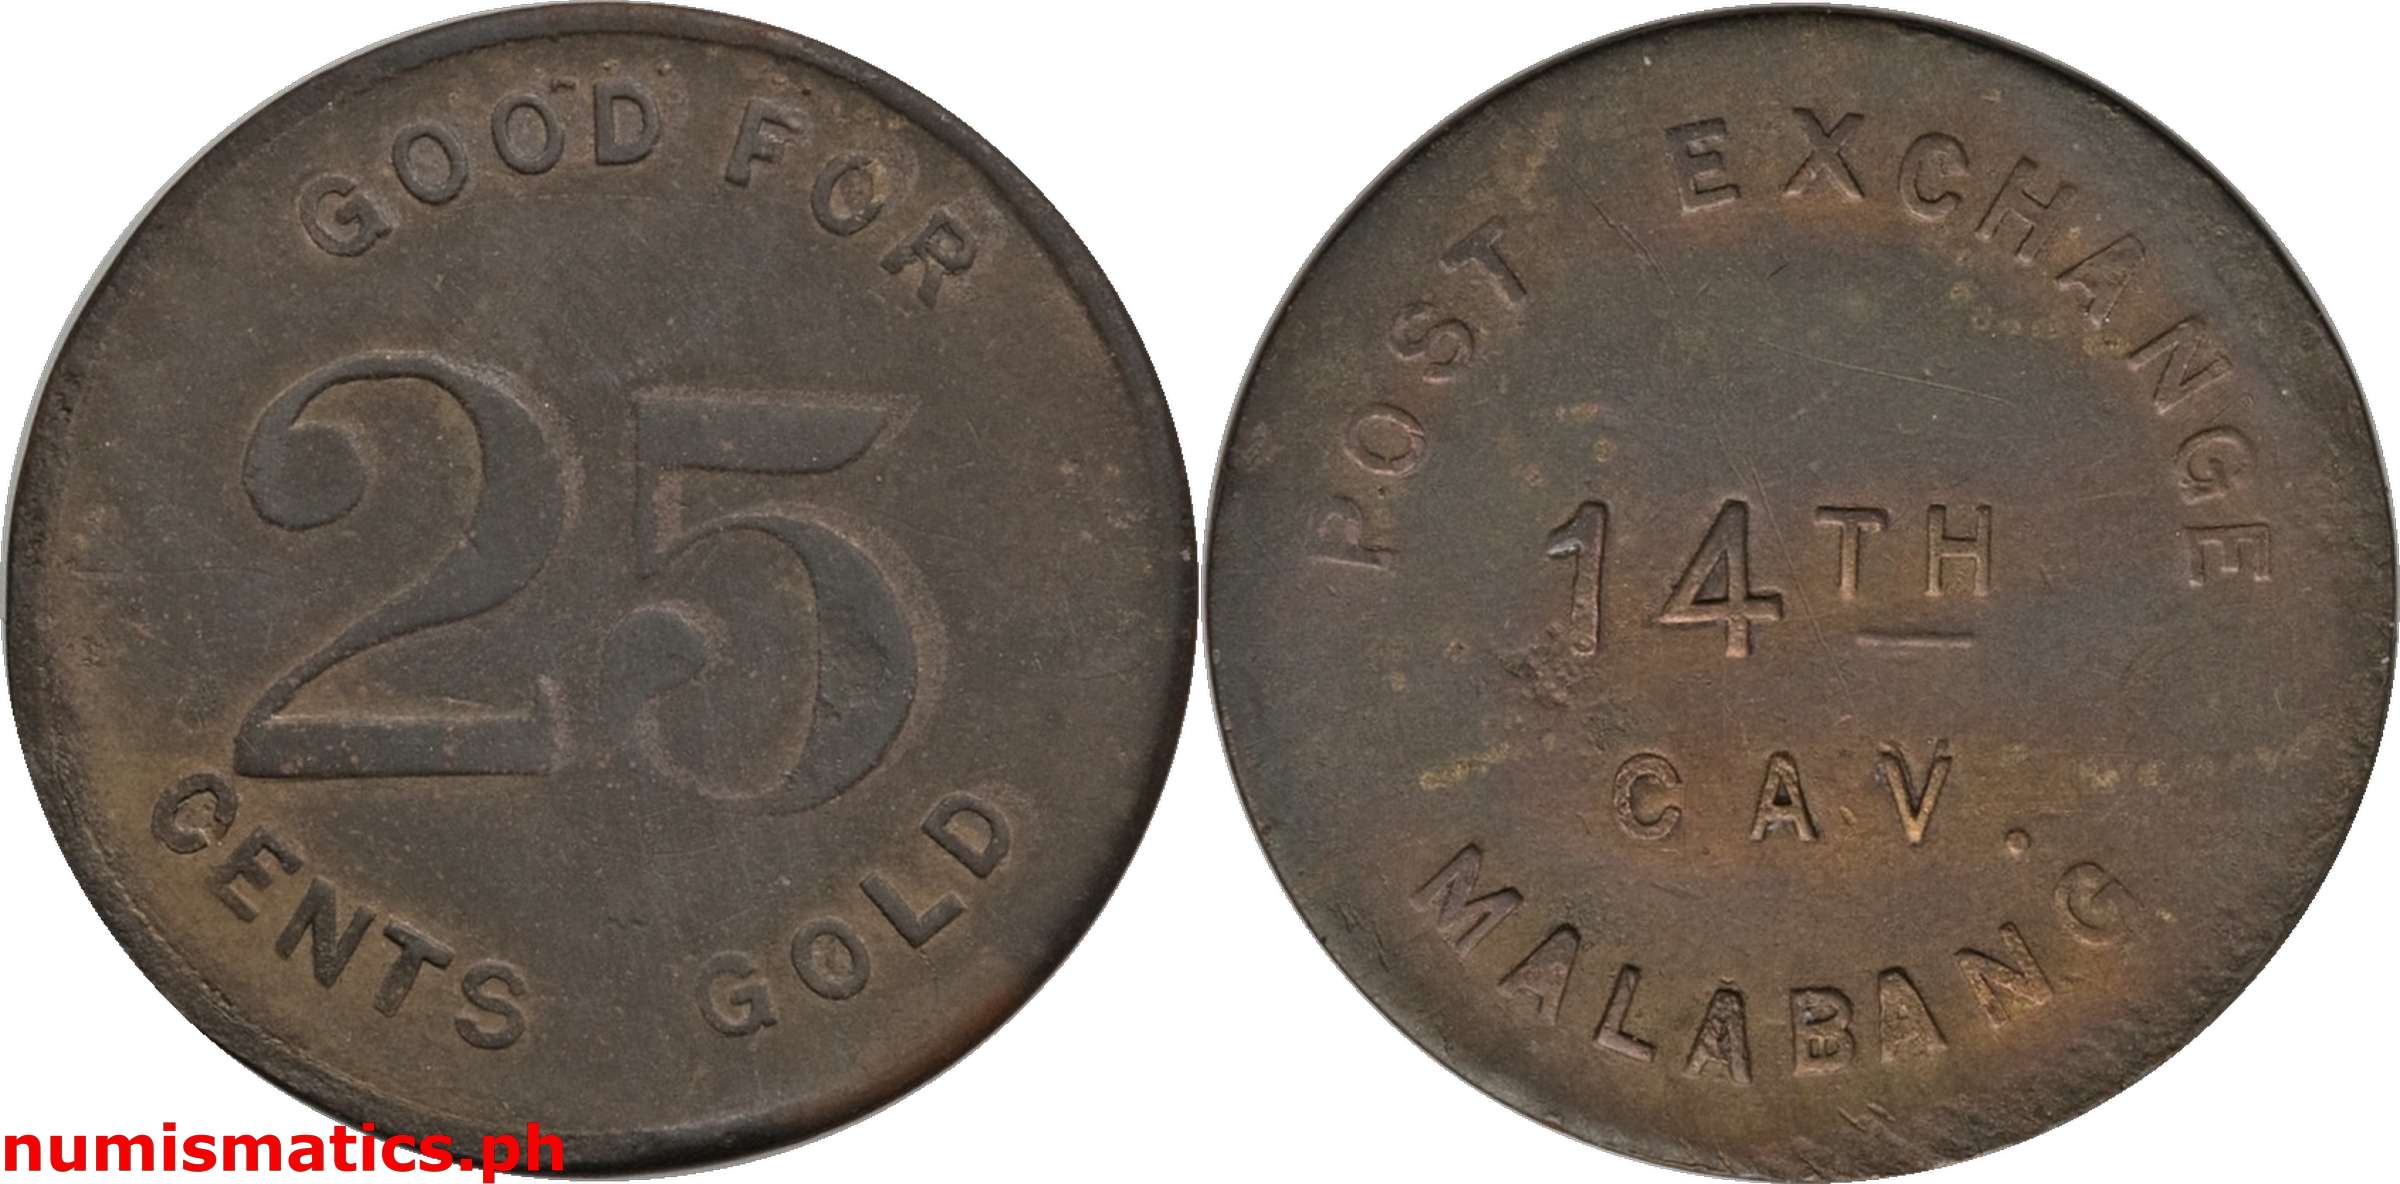 GOOD FOR
25
CENTS GOLD
POST EXCHANGE
14TH
CAV.
MALABANG
numismatics.ph